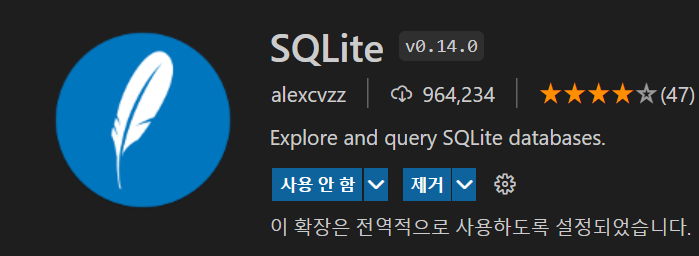 SQLite v0.14.0
alexcvzz 964,234 (47)
Explore and query SQLite databases.
사용 안 함 제거
이 확장은 전역적으로 사용하도록 설정되었습니다.